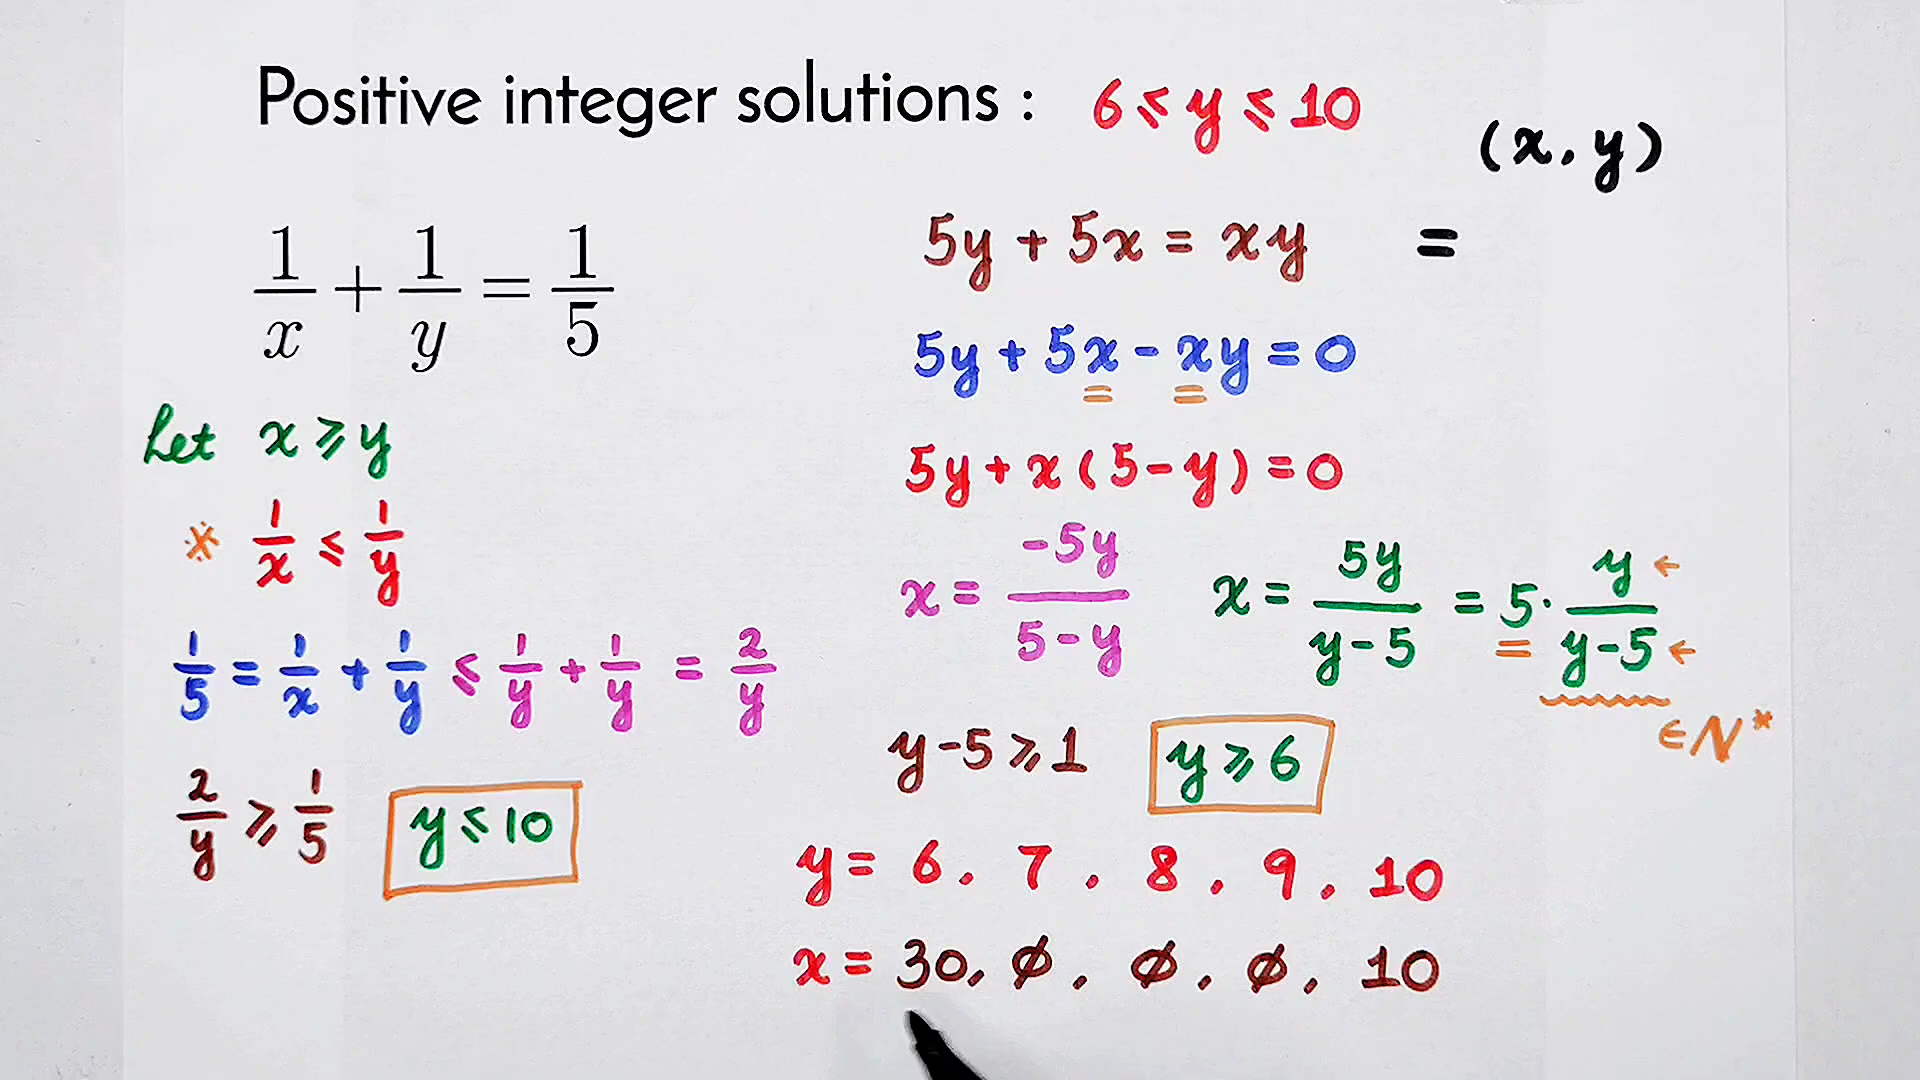 Positive integer solutions : 6 ≤ y ≤ 10
(x, y)
=
1/x + 1/y = 1/5
Let x ≥ y
* 1/x ≤ 1/y
1/5 = 1/x + 1/y ≤ 1/y + 1/y = 2/y
2/y ≥ 1/5
y ≤ 10
5y + 5x = xy
5y + 5x - xy = 0
5y + x(5-y) = 0
x = -5y/5-y
x = 5y/y-5 = 5 · y/y-5
← ←
∈ N*
y-5 ≥ 1
y ≥ 6
y = 6, 7, 8, 9, 10
x = 30, ∅, ∅, ∅, 10